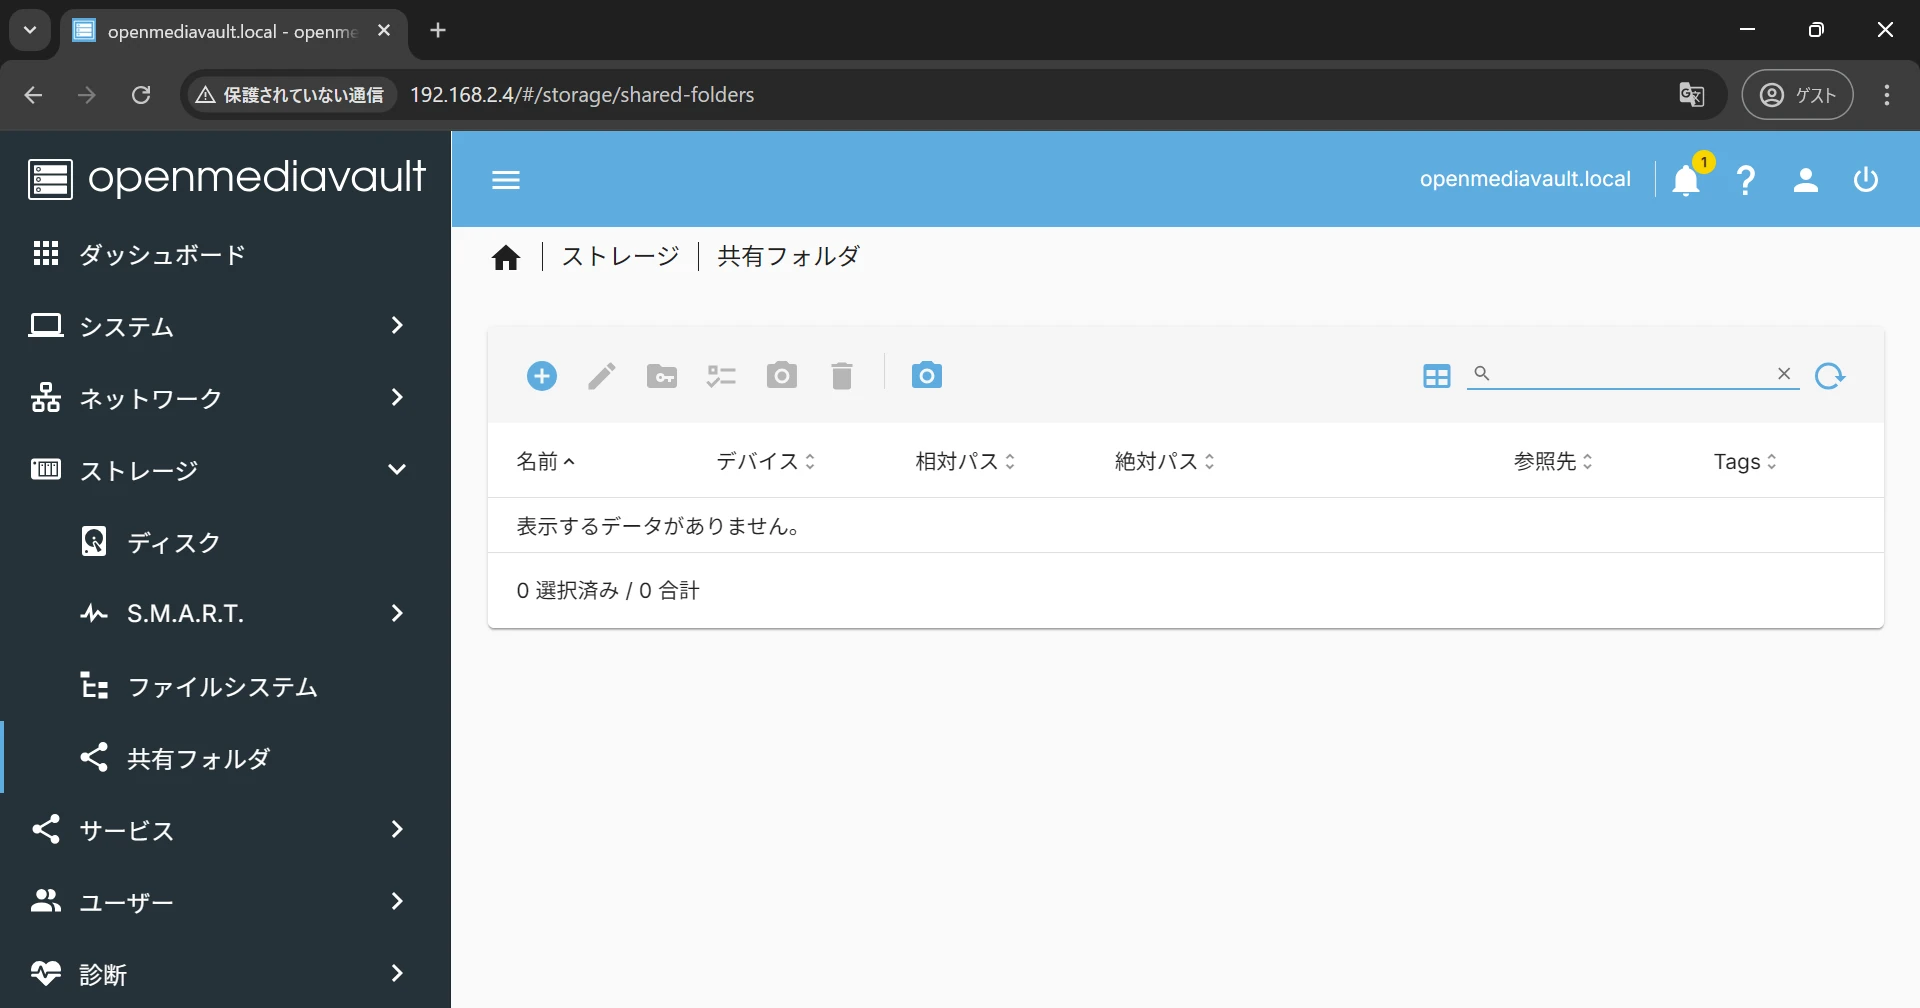 openmediavault.local - openme
保護されていない通信
192.168.2.4/#/storage/shared-folders
ゲスト
openmediavault
openmediavault.local
1
ダッシュボード
システム
ネットワーク
ストレージ
ディスク
S.M.A.R.T.
ファイルシステム
共有フォルダ
サービス
ユーザー
診断
ストレージ
共有フォルダ
名前 デバイス 相対パス 絶対パス 参照先 Tags
表示するデータがありません。
0 選択済み / 0 合計